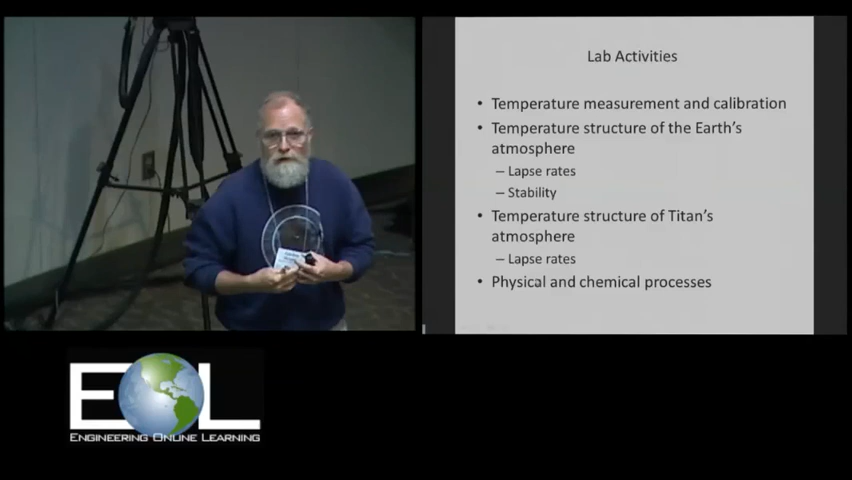 Lab Activities
• Temperature measurement and calibration
• Temperature structure of the Earth's
atmosphere
– Lapse rates
– Stability
• Temperature structure of Titan's
atmosphere
– Lapse rates
• Physical and chemical processes
EOL
ENGINEERING ONLINE LEARNING